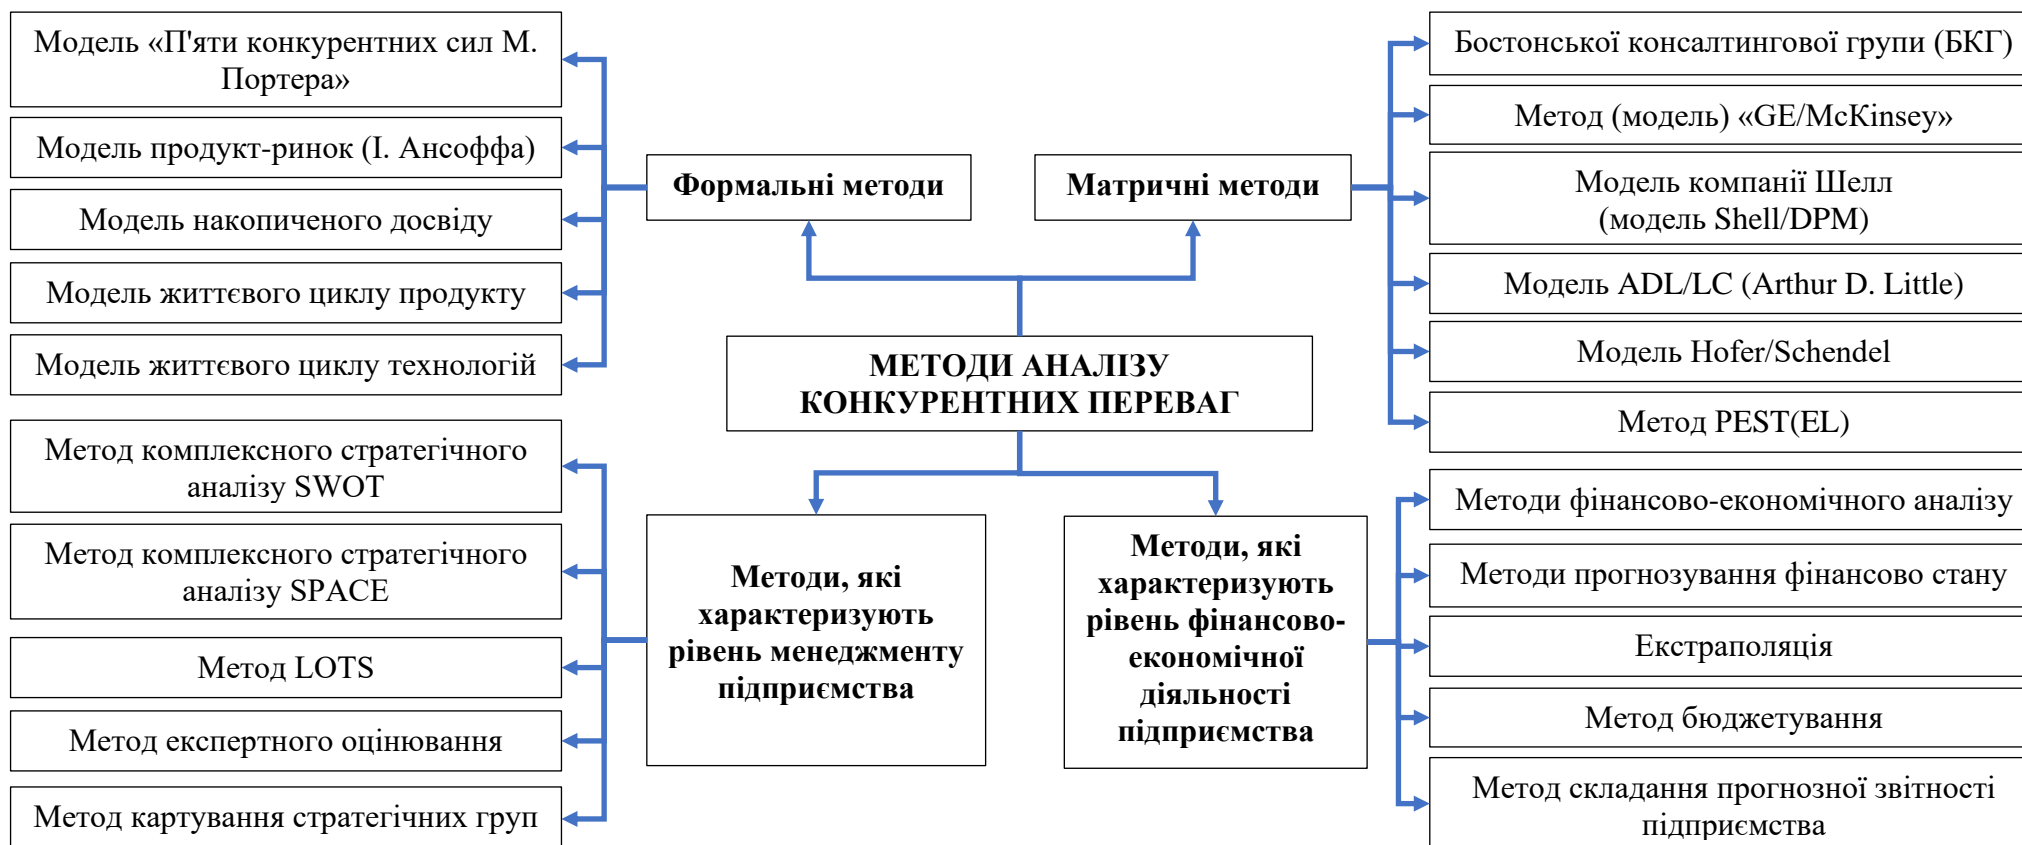 Модель «П'яти конкурентних сил М.
Портера»
Модель продукт-ринок (І. Ансоффа)
Модель накопиченого досвіду
Модель життєвого циклу продукту
Модель життєвого циклу технологій
Формальні методи
Матричні методи
Бостонської консалтингової групи (БКГ)
Метод (модель) «GE/McKinsey»
Модель компанії Шелл
(модель Shell/DPM)
Модель ADL/LC (Arthur D. Little)
Модель Hofer/Schendel
Метод PEST(EL)
МЕТОДИ АНАЛІЗУ
КОНКУРЕНТНИХ ПЕРЕВАГ
Метод комплексного стратегічного
аналізу SWOT
Метод комплексного стратегічного
аналізу SPACE
Метод LOTS
Метод експертного оцінювання
Метод картування стратегічних груп
Методи, які
характеризують
рівень менеджменту
підприємства
Методи, які
характеризують
рівень фінансово-
економічної
діяльності
підприємства
Методи фінансово-економічного аналізу
Методи прогнозування фінансово стану
Екстраполяція
Метод бюджетування
Метод складання прогнозної звітності
підприємства